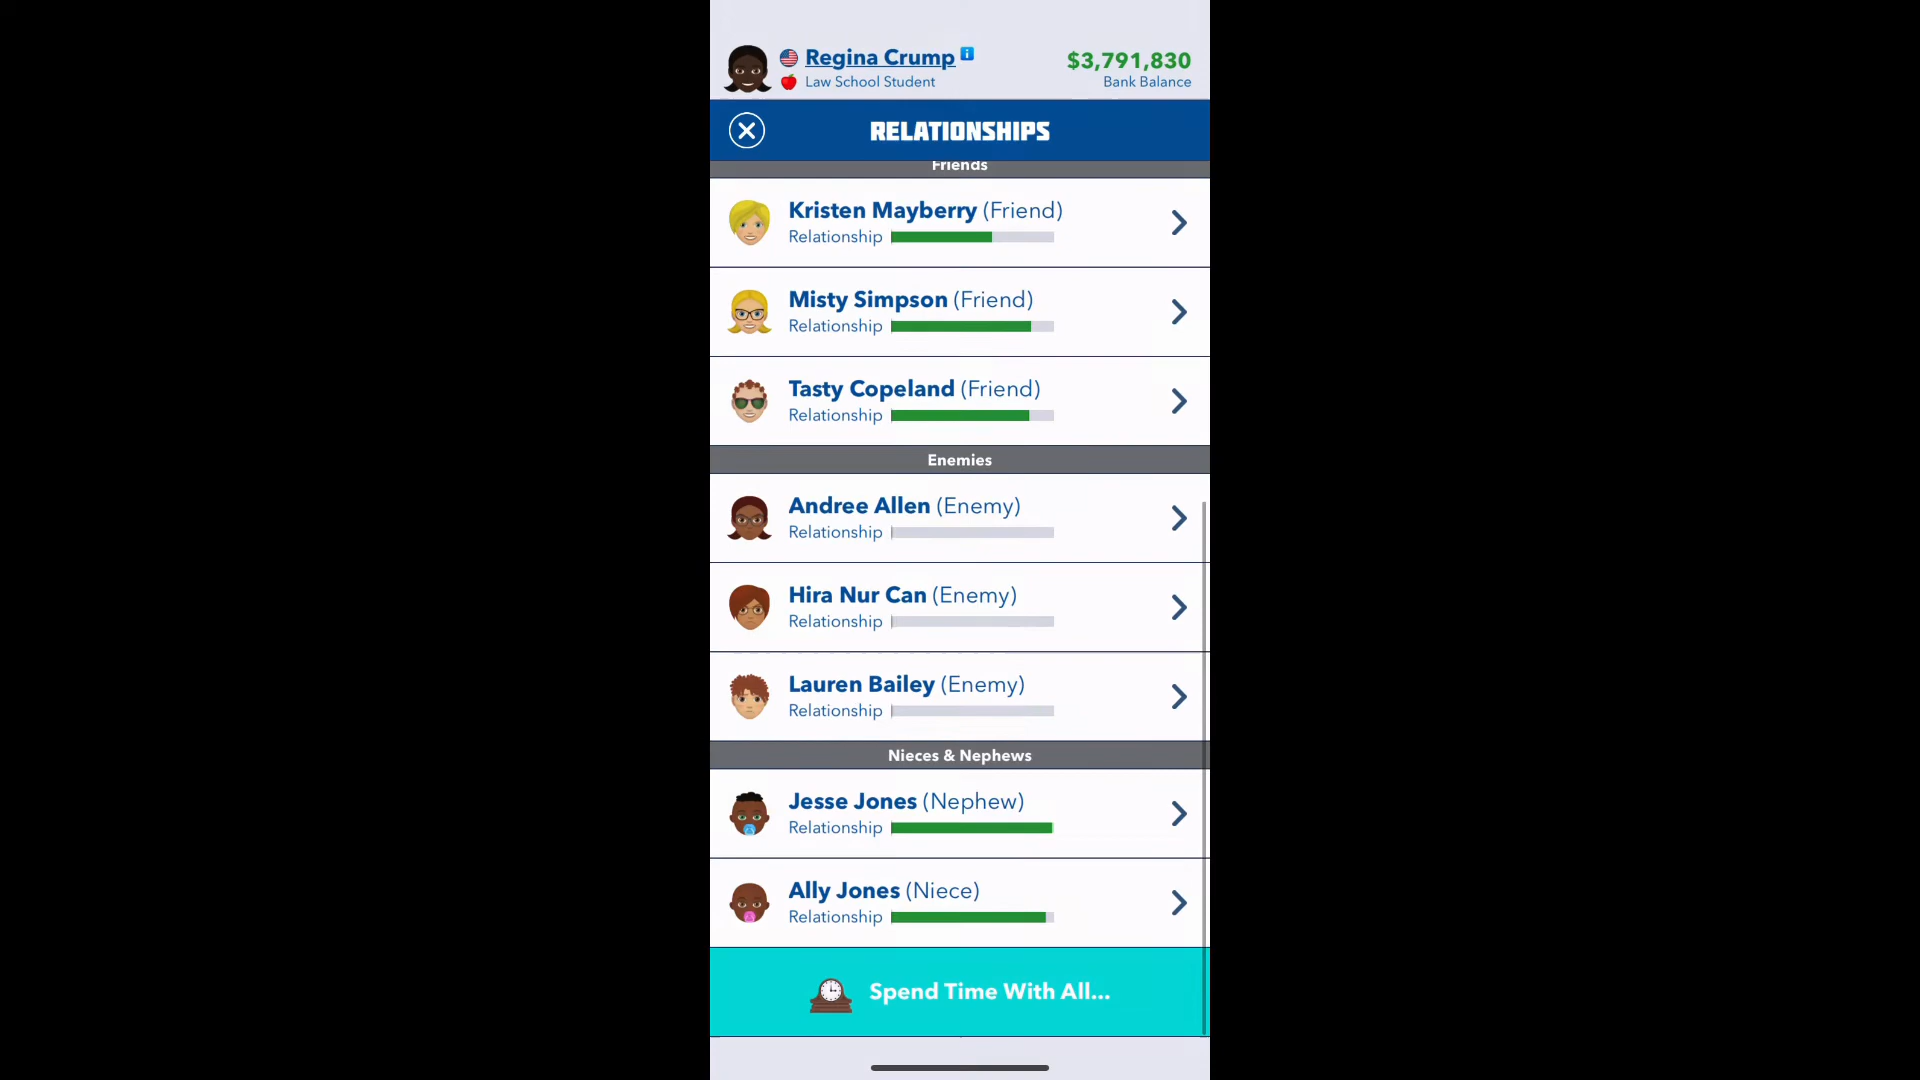 Regina Crump i
$3,791,830
Law School Student
Bank Balance
RELATIONSHIPS
Friends
Kristen Mayberry (Friend)
Relationship
Misty Simpson (Friend)
Relationship
Tasty Copeland (Friend)
Relationship
Enemies
Andree Allen (Enemy)
Relationship
Hira Nur Can (Enemy)
Relationship
Lauren Bailey (Enemy)
Relationship
Nieces & Nephews
Jesse Jones (Nephew)
Relationship
Ally Jones (Niece)
Relationship
Spend Time With All...